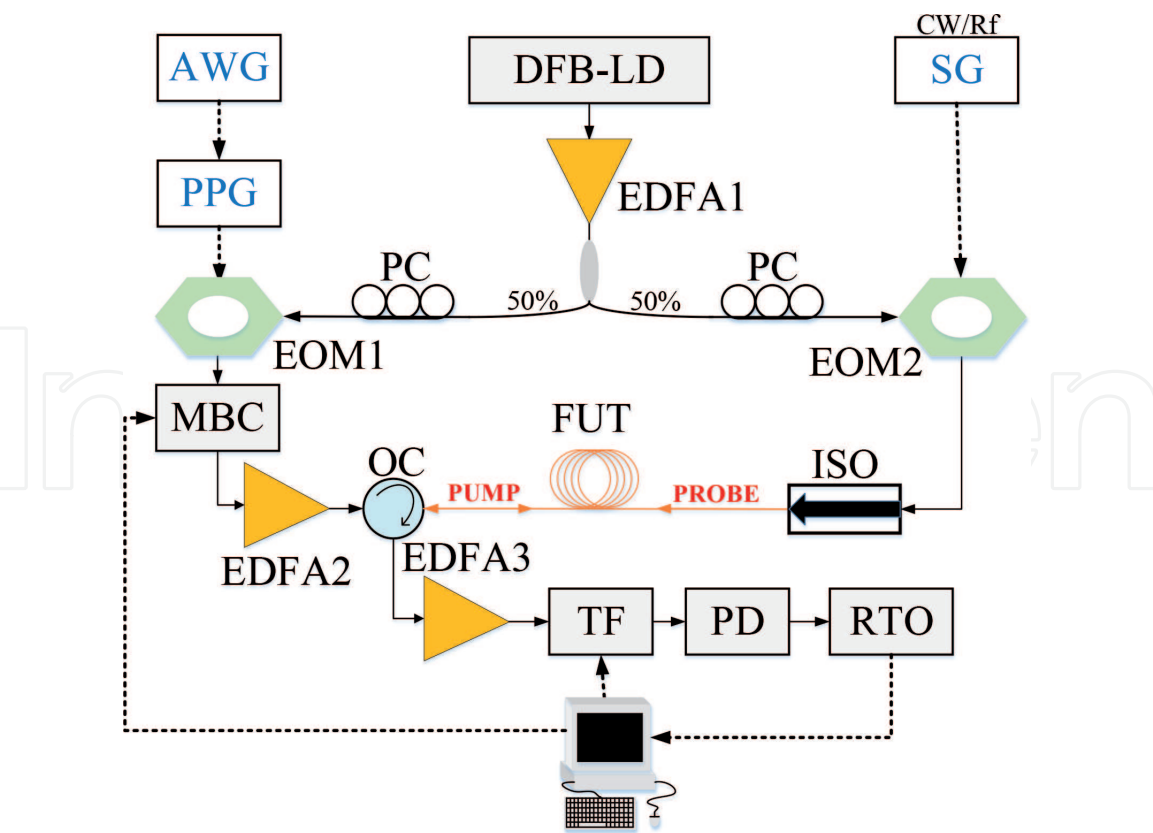 CW/Rf
AWG
DFB-LD
SG
PPG
EDFA1
PC
PC
50%
50%
EOM1
EOM2
MBC
FUT
OC
ISO
PUMP
PROBE
EDFA2
EDFA3
TF
PD
RTO